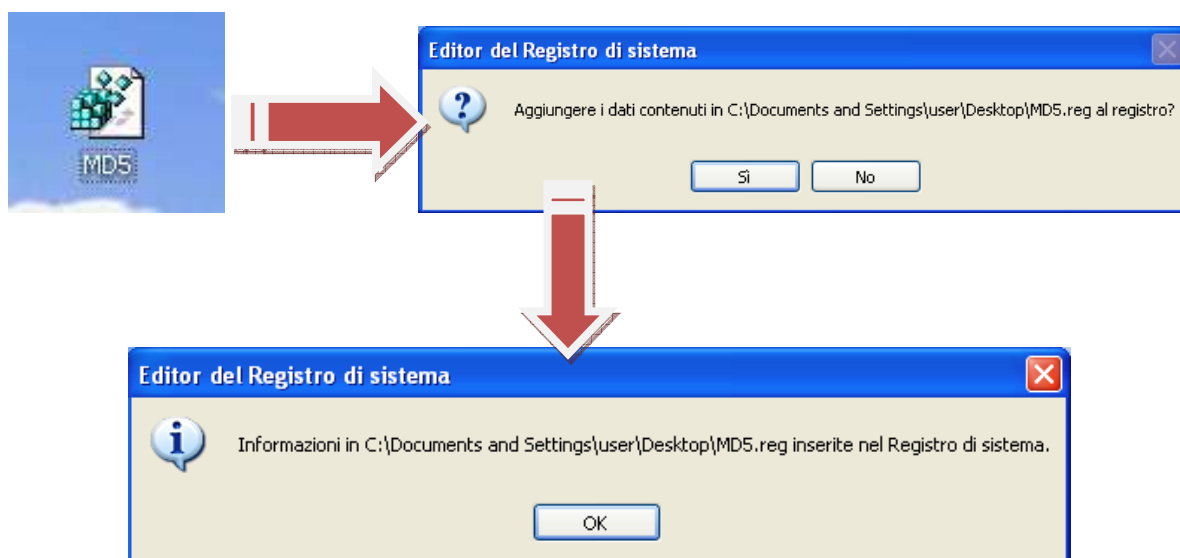 MD5
Editor del Registro di sistema
Aggiungere i dati contenuti in C:\Documents and Settings\user\Desktop\MD5.reg al registro?
Sì
No
Editor del Registro di sistema
Informazioni in C:\Documents and Settings\user\Desktop\MD5.reg inserite nel Registro di sistema.
OK